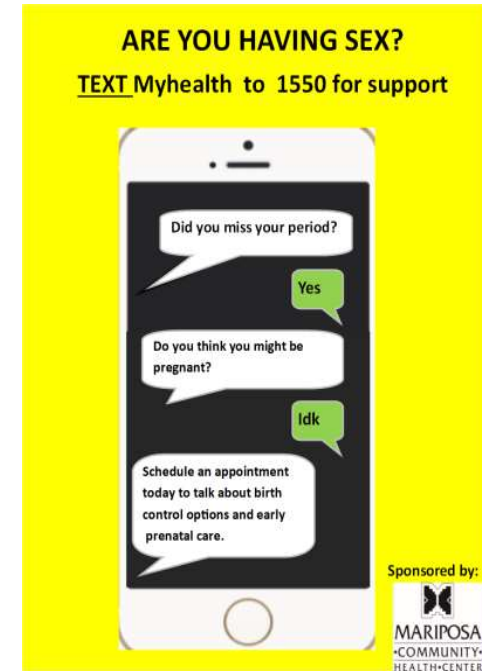 ARE YOU HAVING SEX?
TEXT Myhealth to 1550 for support
Did you miss your period?
Yes
Do you think you might be
pregnant?
Idk
Schedule an appointment
today to talk about birth
control options and early
prenatal care.
Sponsored by:
MARIPOSA
•COMMUNITY•
HEALTH•CENTER